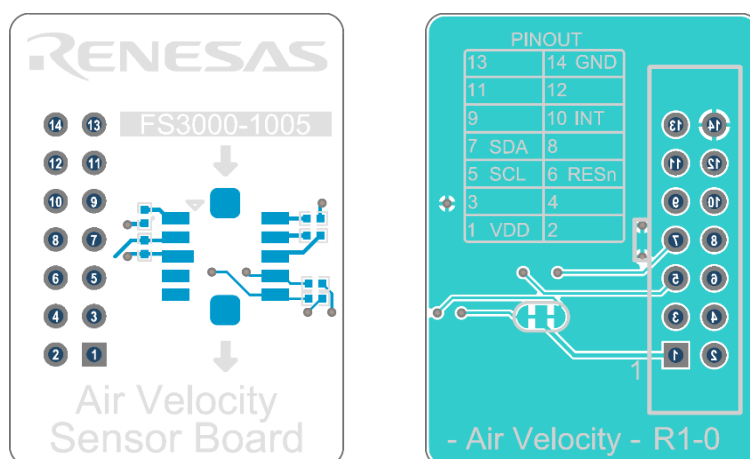 RENESAS
FS3000-1005
14 13
12 11
10 9
8 7
6 5
4 3
2 1
Air Velocity
Sensor Board
PINOUT
13 14 GND
11 12
9 10 INT
7 SDA 8
5 SCL 6 RESn
3 4
1 VDD 2
13 14
11 12
9 10
7 8
5 6
3 4
1 2
1
- Air Velocity - R1-0